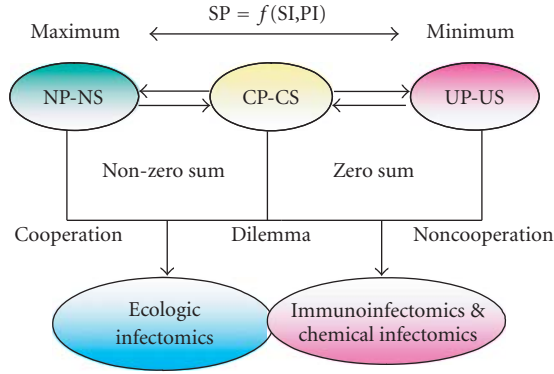 SP = f(SI,PI)
Maximum
Minimum
NP-NS
CP-CS
UP-US
Non-zero sum
Zero sum
Cooperation
Dilemma
Noncooperation
Ecologic
infectomics
Immunoinfectomics &
chemical infectomics